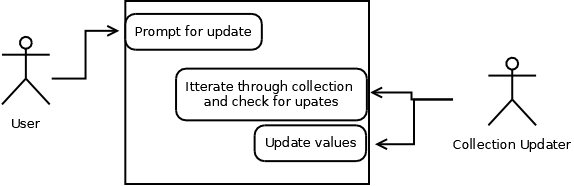 Prompt for update
Itterate through collection
and check for upates
User
Update values
Collection Updater